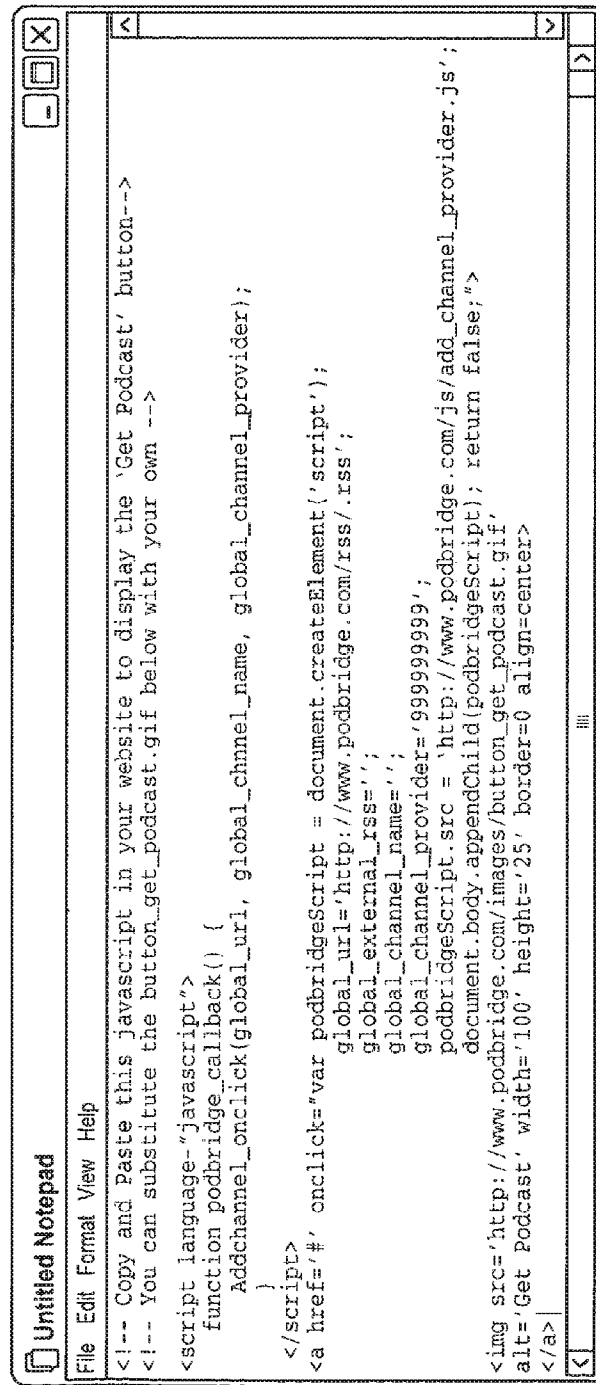 Untitled Notepad
File Edit Format View Help
<!-- Copy and Paste this javascript in your website to display the 'Get Podcast' button-->
<!-- You can substitute the button_get_podcast.gif below with your own -->
<script language-"javascript">
function podbridge_callback() {
Addchannel_onclick(global_url, global_chnnel_name, global_channel_provider);
}
</script>
<a href='#' onclick="var podbridgeScript = document.createElement('script');
global_url='http://www.podbridge.com/rss/.rss';
global_external_rss='';
global_channel_name='';
global_channel_provider='9999999999';
podbridgeScript.src = 'http://www.podbridge.com/js/add_channel_provider.js';
document.body.appendChild(podbridgeScript); return false;">
<img src='http://www.podbridge.com/images/button_get_podcast.gif'
alt='Get Podcast' width='100' height='25' border=0 align=center>
</a>